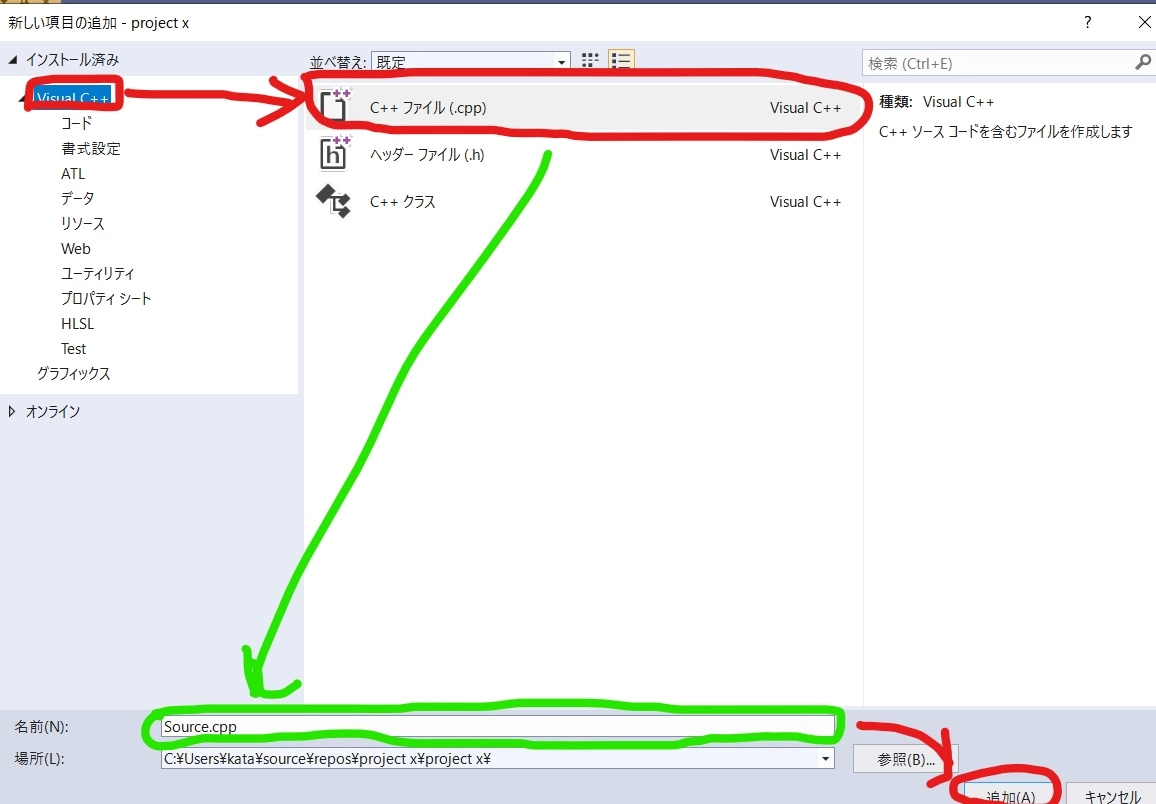 新しい項目の追加 - project x
?
インストール済み
Visual C++
コード
書式設定
ATL
データ
リソース
Web
ユーティリティ
プロパティ シート
HLSL
Test
グラフィックス
オンライン
並べ替え: 既定
C++ ファイル (.cpp) Visual C++
ヘッダー ファイル (.h) Visual C++
C++ クラス Visual C++
検索 (Ctrl+E)
種類: Visual C++
C++ ソース コードを含むファイルを作成します
名前(N): Source.cpp
場所(L): C:¥Users¥kata¥source¥repos¥project x¥project x¥
参照(B)...
追加(A)
キャンセル